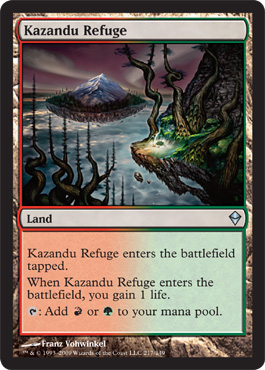 Kazandu Refuge
Land
Kazandu Refuge enters the battlefield
tapped.
When Kazandu Refuge enters the
battlefield, you gain 1 life.
: Add or to your mana pool.
Franz Vohwinkel
™ & © 1993–2009 Wizards of the Coast LLC 217/249